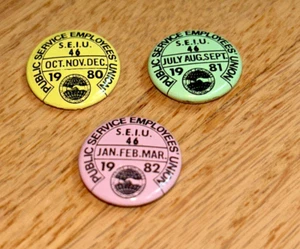 PUBLIC SERVICE EMPLOYEES' UNION
S.E.I.U.
46
OCT.NOV.DEC.
19 80
PUBLIC SERVICE EMPLOYEES' UNION
S.E.I.U.
46
JULY AUG.SEPT.
19 81
PUBLIC SERVICE EMPLOYEES' UNION
S.E.I.U.
46
JAN.FEB.MAR.
19 82